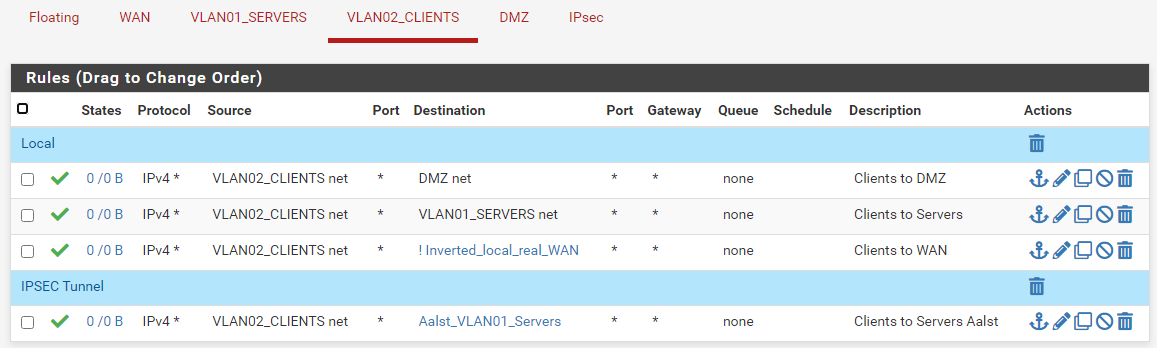 Floating WAN VLAN01_SERVERS VLAN02_CLIENTS DMZ IPsec
Rules (Drag to Change Order)
States Protocol Source Port Destination Port Gateway Queue Schedule Description Actions
Local
0 /0 B IPv4 * VLAN02_CLIENTS net * DMZ net * * none Clients to DMZ
0 /0 B IPv4 * VLAN02_CLIENTS net * VLAN01_SERVERS net * * none Clients to Servers
0 /0 B IPv4 * VLAN02_CLIENTS net * ! Inverted_local_real_WAN * * none Clients to WAN
IPSEC Tunnel
0 /0 B IPv4 * VLAN02_CLIENTS net * Aalst_VLAN01_Servers * * none Clients to Servers Aalst